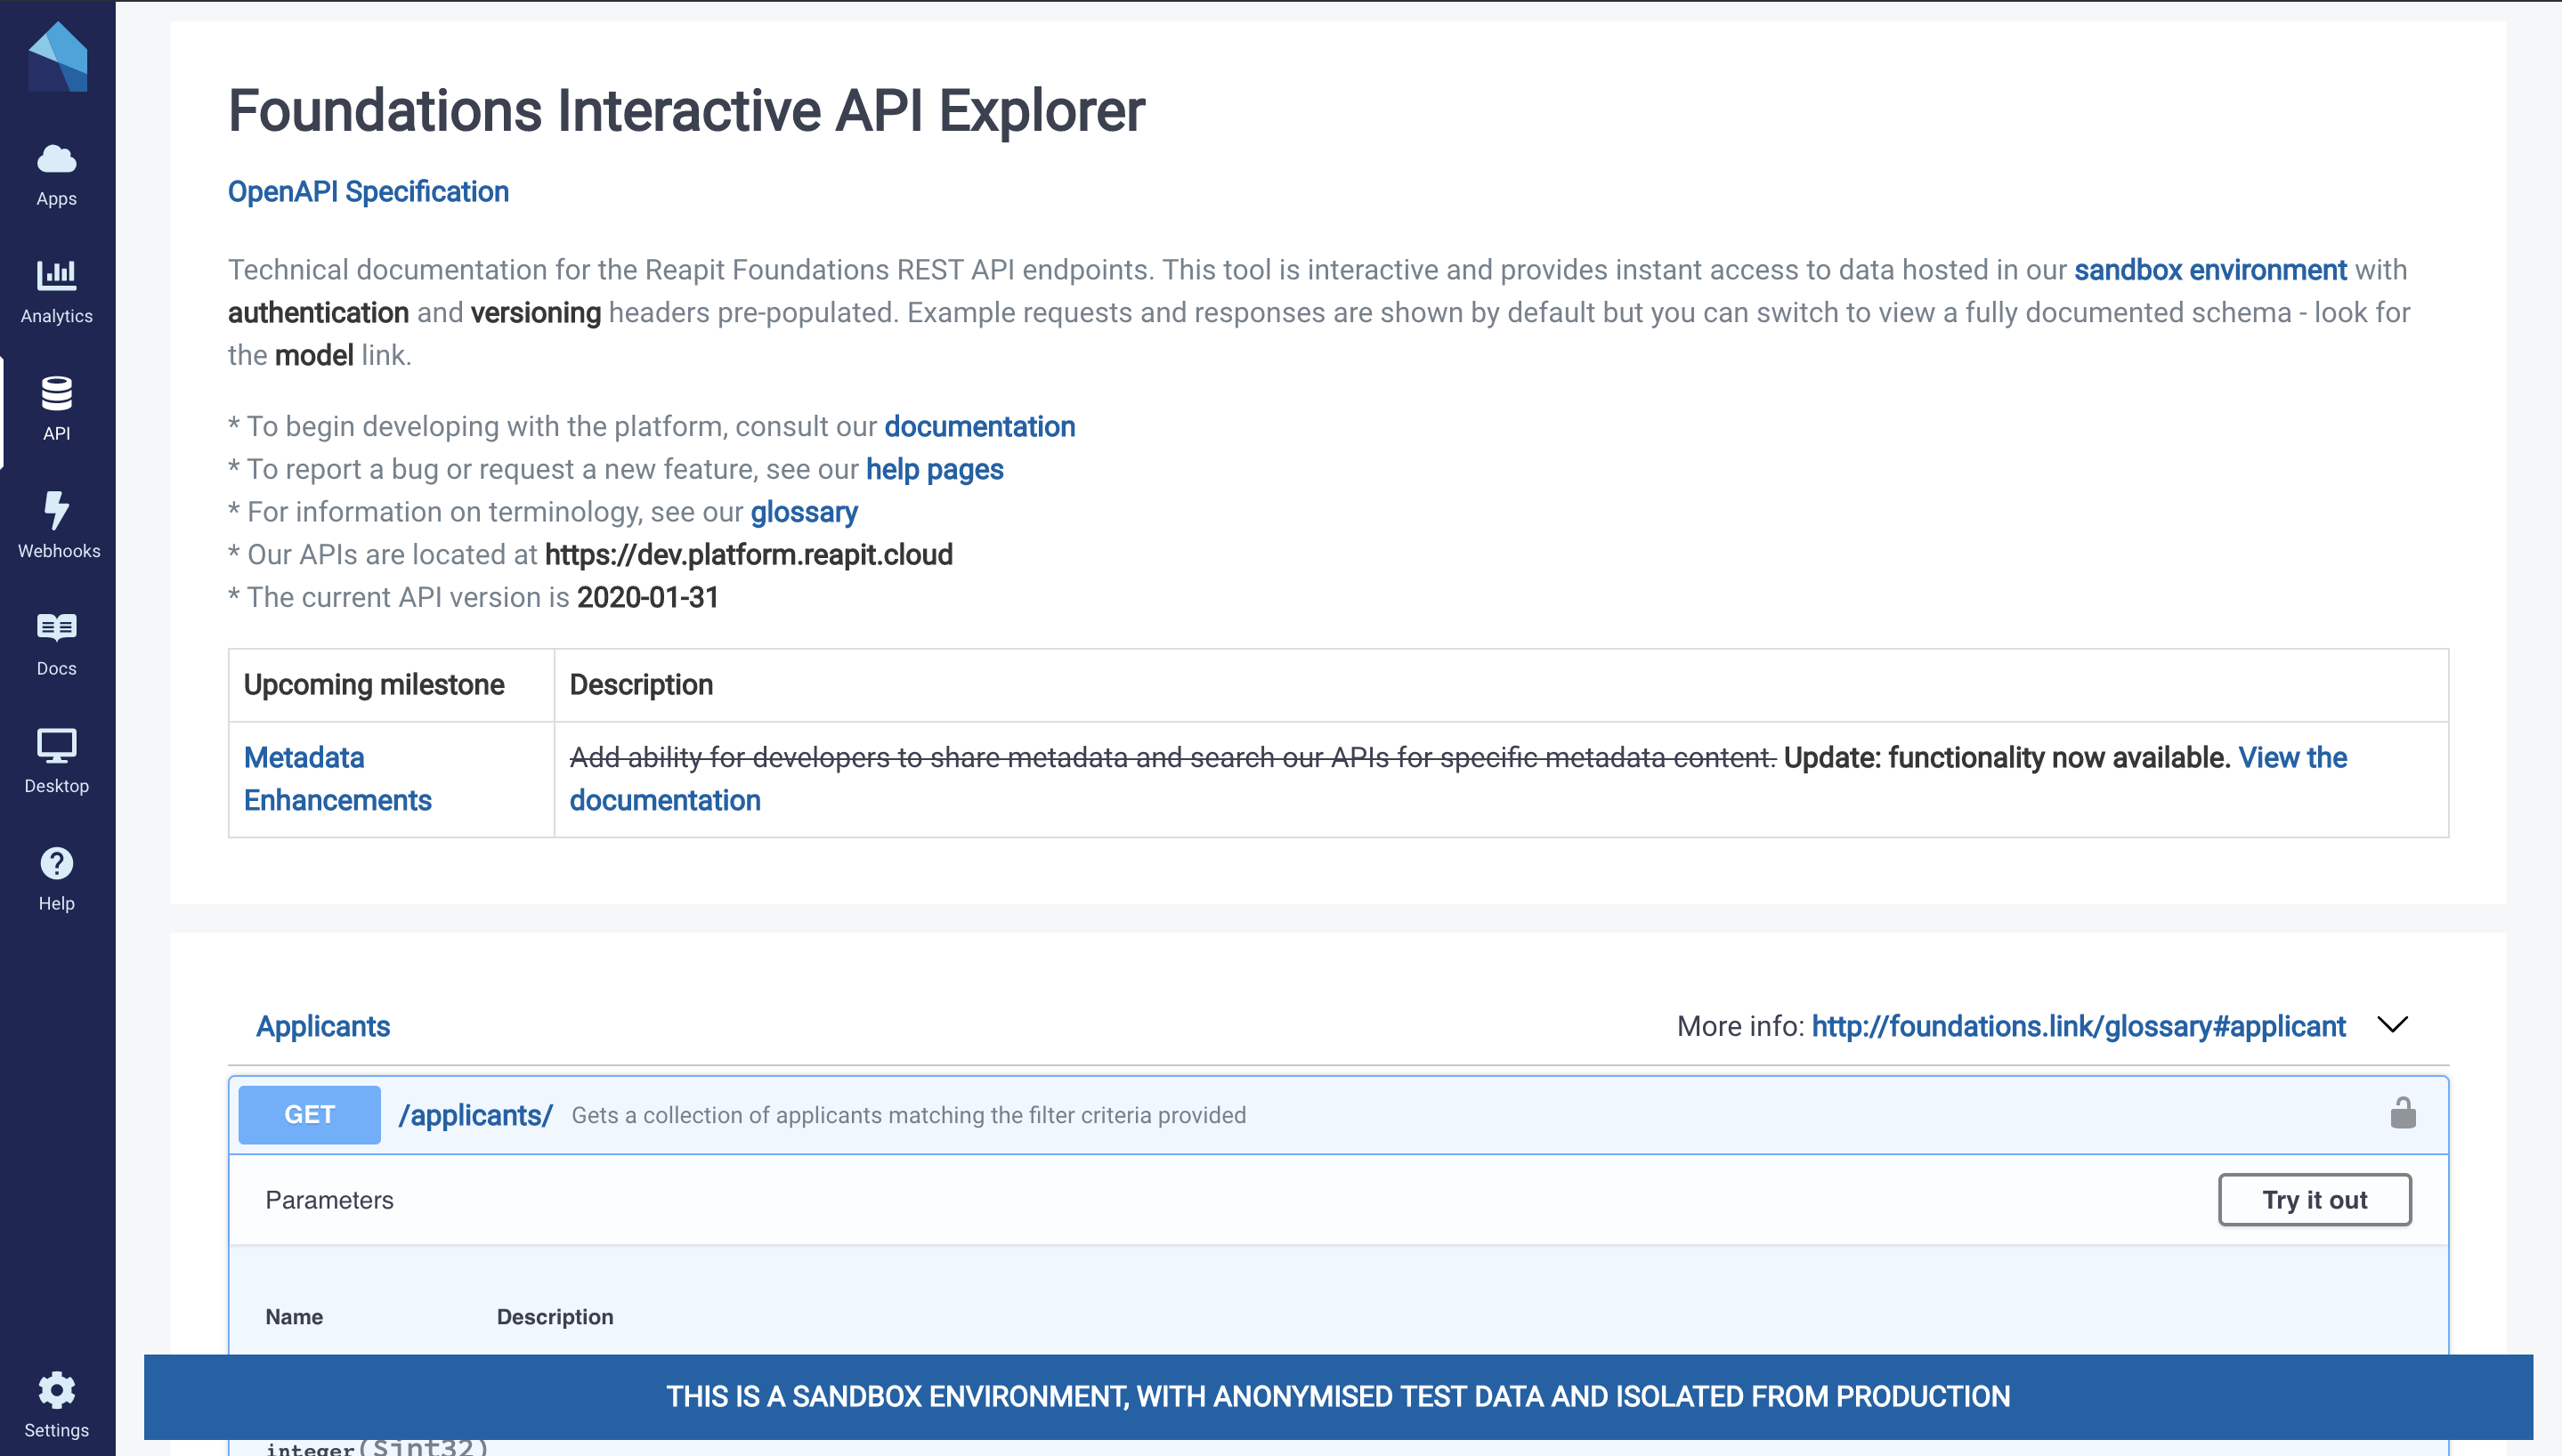 Apps
Analytics
API
Webhooks
Docs
Desktop
Help
Settings
Foundations Interactive API Explorer
OpenAPI Specification
Technical documentation for the Reapit Foundations REST API endpoints. This tool is interactive and provides instant access to data hosted in our sandbox environment with
authentication and versioning headers pre-populated. Example requests and responses are shown by default but you can switch to view a fully documented schema - look for
the model link.
* To begin developing with the platform, consult our documentation
* To report a bug or request a new feature, see our help pages
* For information on terminology, see our glossary
* Our APIs are located at https://dev.platform.reapit.cloud
* The current API version is 2020-01-31
Upcoming milestone Description
Metadata Enhancements
Add ability for developers to share metadata and search our APIs for specific metadata content. Update: functionality now available. View the
documentation
Applicants More info: http://foundations.link/glossary#applicant
GET /applicants/ Gets a collection of applicants matching the filter criteria provided
Parameters Try it out
Name Description
THIS IS A SANDBOX ENVIRONMENT, WITH ANONYMISED TEST DATA AND ISOLATED FROM PRODUCTION
integer($int32)